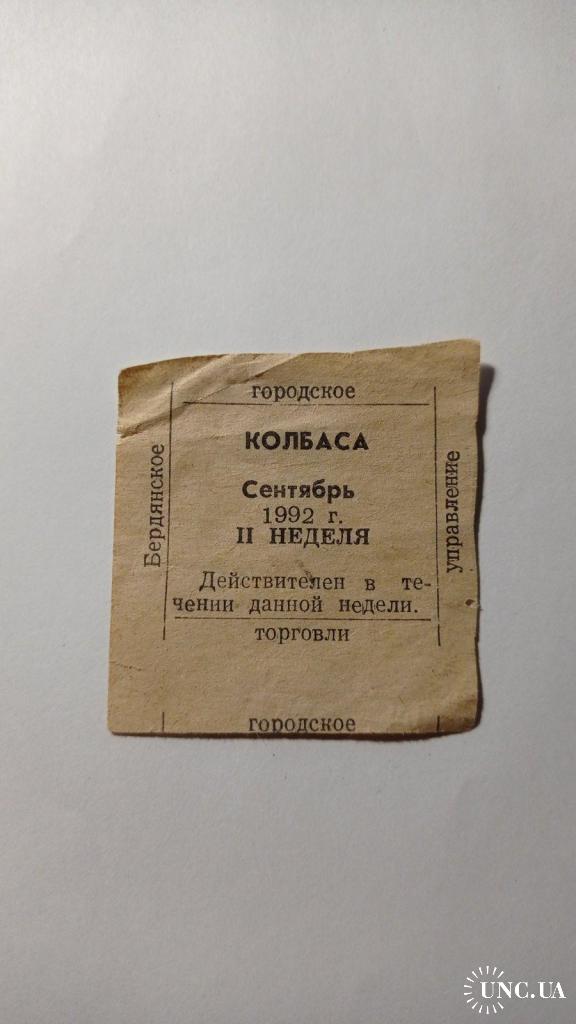 городское
Бердянское
КОЛБАСА
Сентябрь
1992 г.
II НЕДЕЛЯ
Действителен в те-
чении данной недели.
управление
торговли
городское
UNC.UA